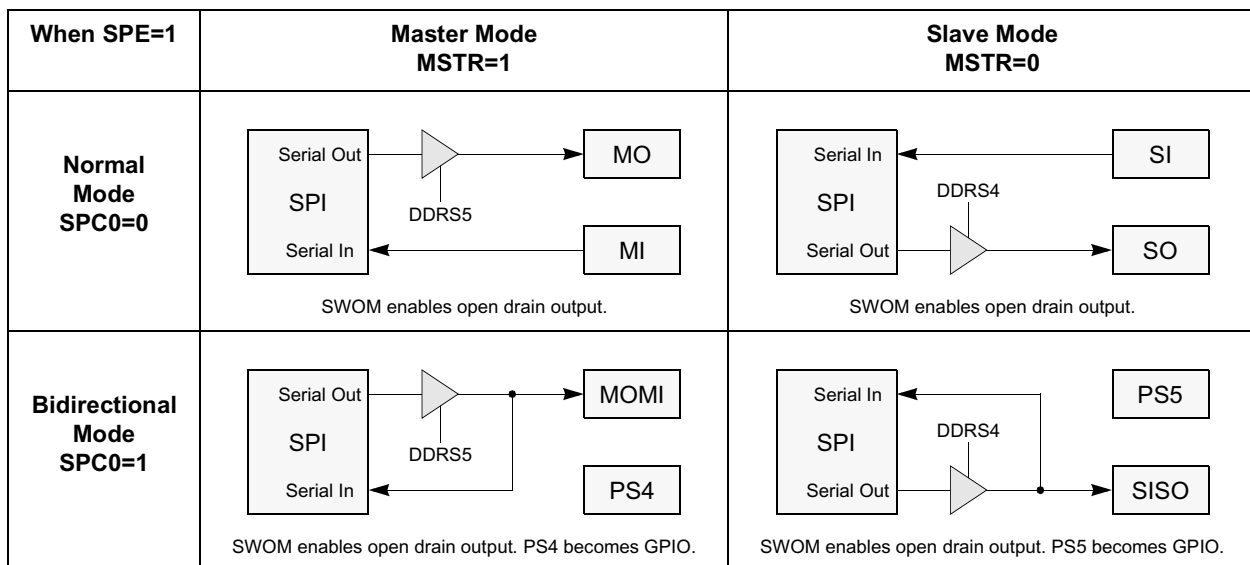 When SPE=1
Master Mode
MSTR=1
Slave Mode
MSTR=0
Normal
Mode
SPC0=0
Serial Out
SPI
Serial In
DDRS5
MO
MI
SWOM enables open drain output.
Serial In
SPI
Serial Out
DDRS4
SI
SO
SWOM enables open drain output.
Bidirectional
Mode
SPC0=1
Serial Out
SPI
Serial In
DDRS5
MOMI
PS4
SWOM enables open drain output. PS4 becomes GPIO.
Serial In
SPI
Serial Out
DDRS4
PS5
SISO
SWOM enables open drain output. PS5 becomes GPIO.